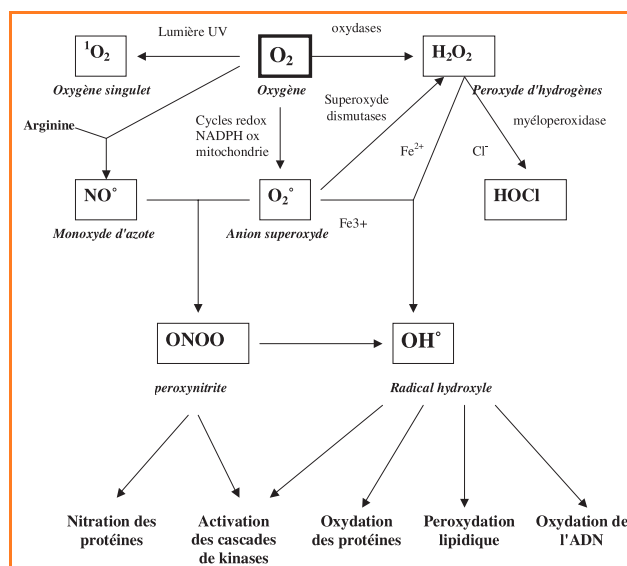 Lumière UV
oxydases
¹O₂
O₂
H₂O₂
Oxygène singulet
Oxygène
Peroxyde d'hydrogènes
Arginine
Cycles redox
NADPH ox
mitochondrie
Superoxyde
dismutases
Fe²⁺
Cl⁻
myéloperoxidase
NO°
O₂°
HOCl
Monoxyde d'azote
Anion superoxyde
Fe3+
ONOO
OH°
peroxynitrite
Radical hydroxyle
Nitration des
protéines
Activation
des cascades
de kinases
Oxydation
des protéines
Peroxydation
lipidique
Oxydation de
l'ADN